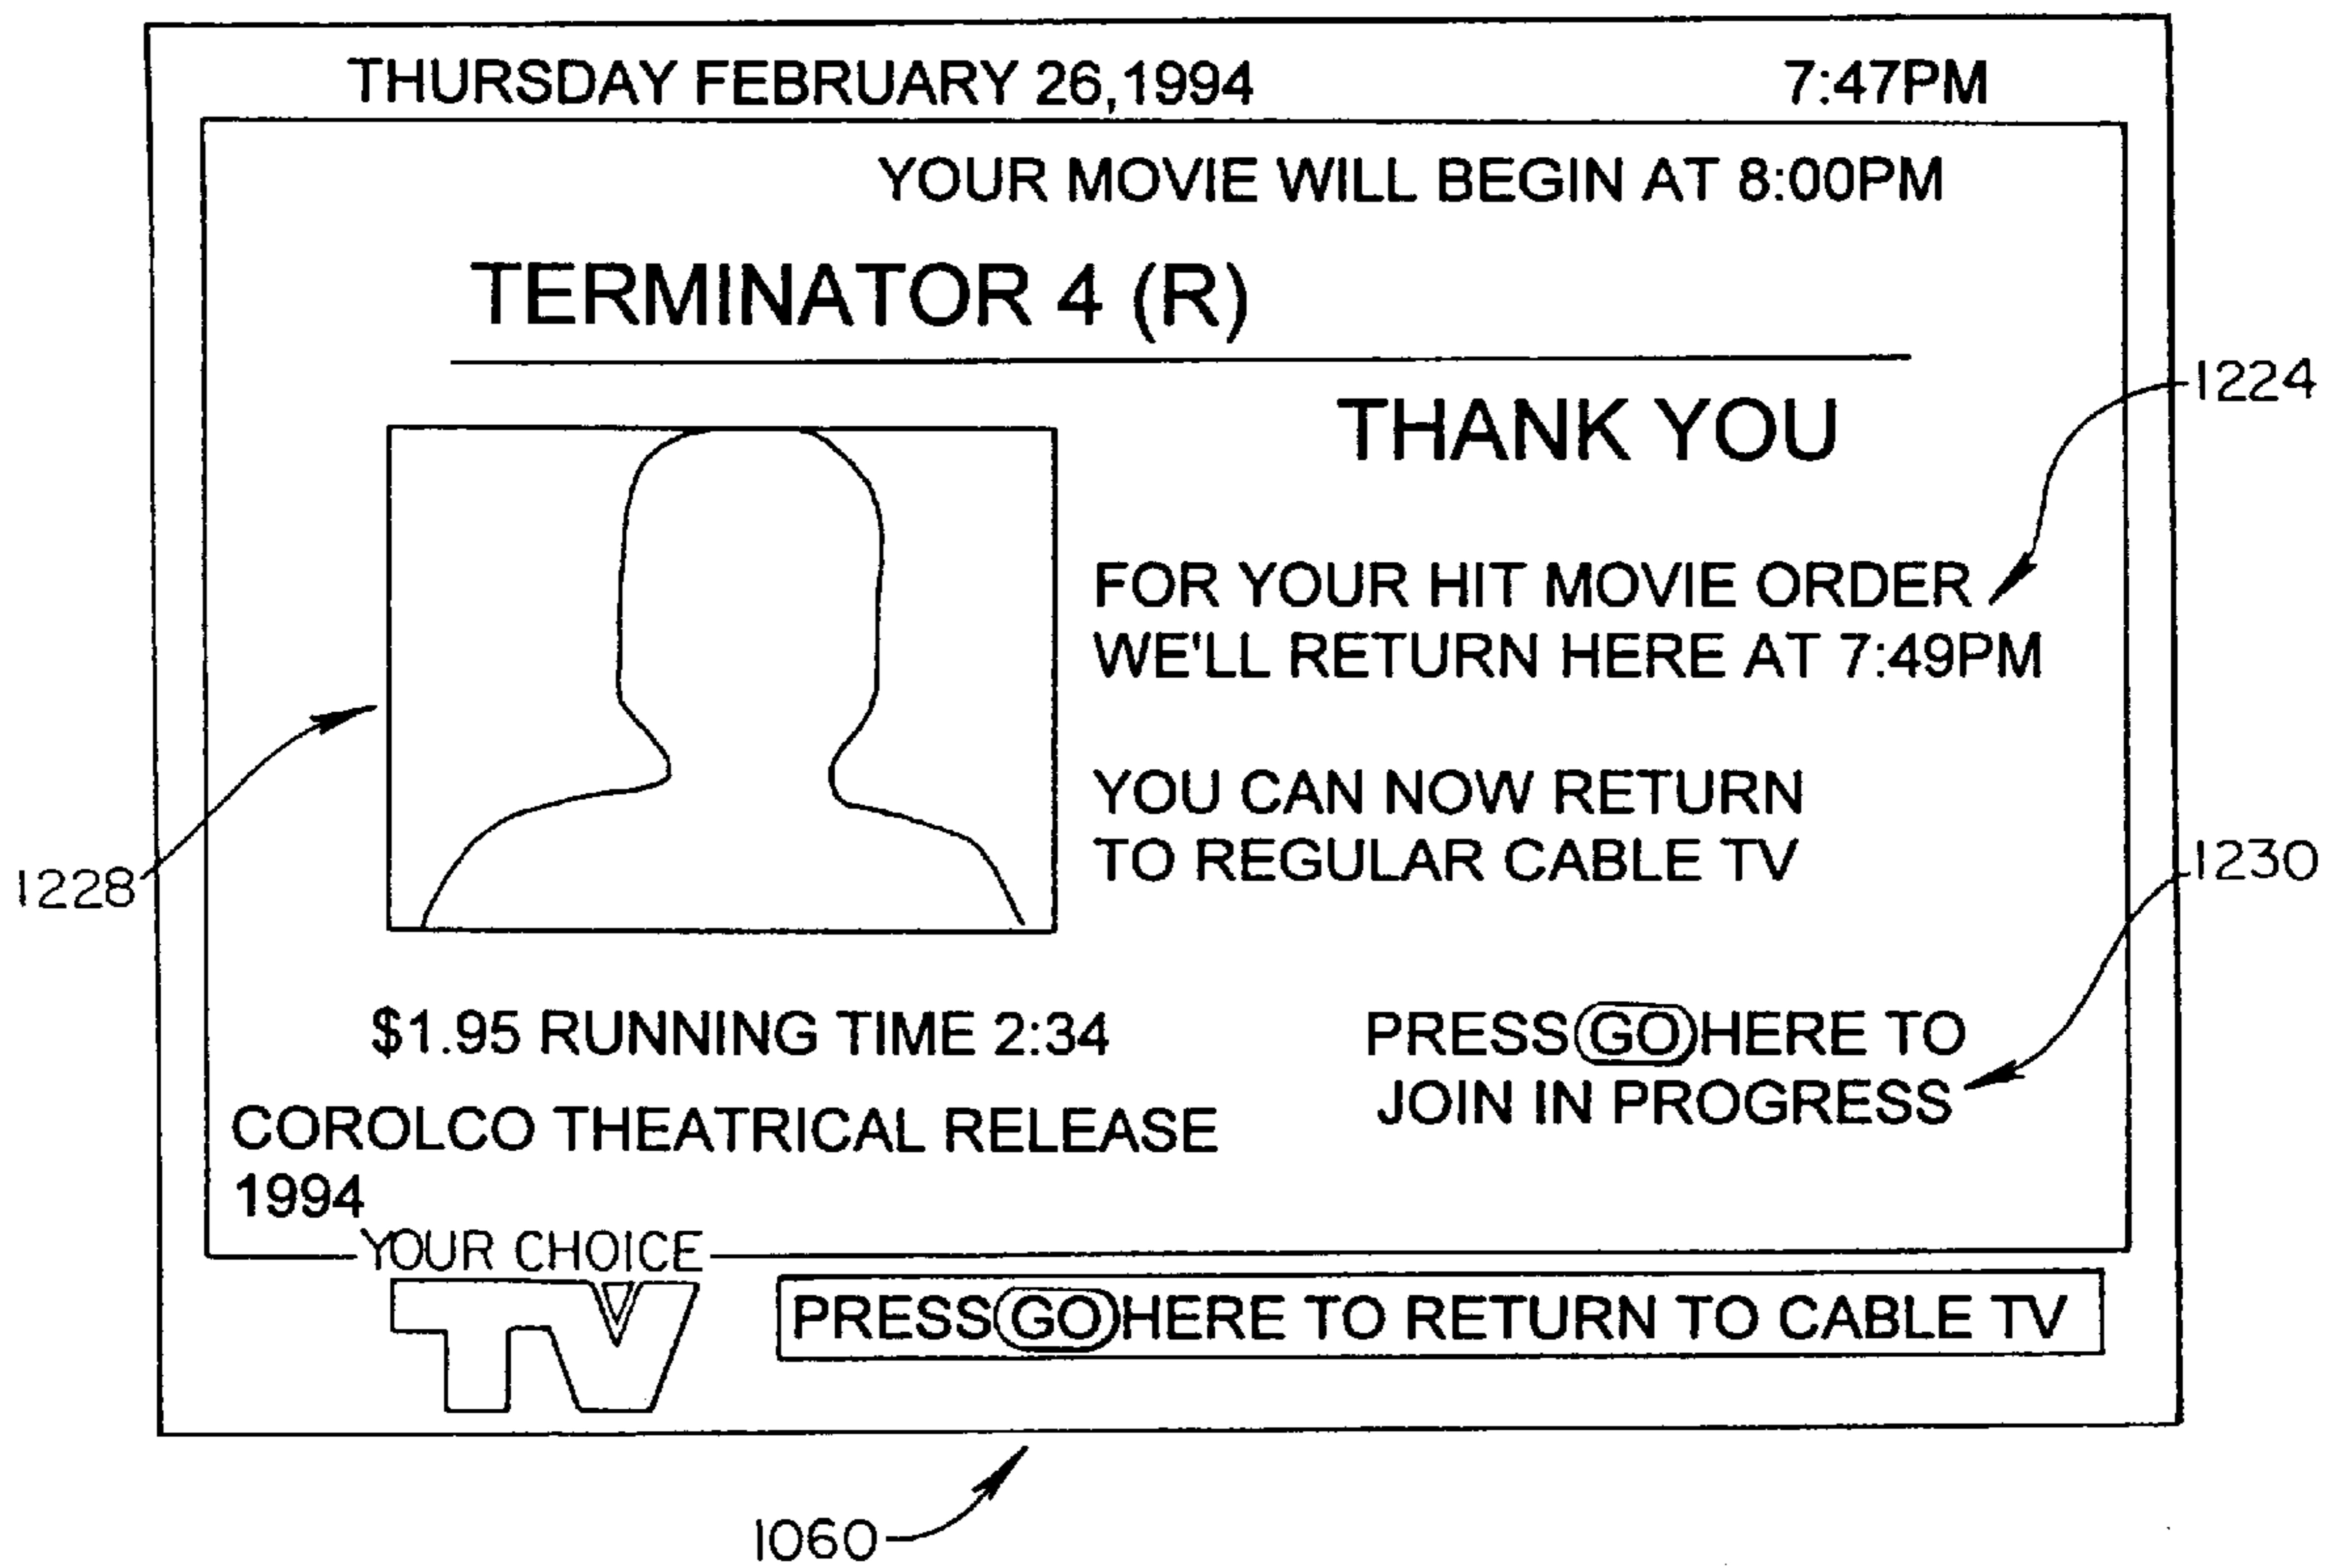 THURSDAY FEBRUARY 26,1994 7:47PM
YOUR MOVIE WILL BEGIN AT 8:00PM
TERMINATOR 4 (R)
1224
THANK YOU
FOR YOUR HIT MOVIE ORDER
WE'LL RETURN HERE AT 7:49PM
YOU CAN NOW RETURN
TO REGULAR CABLE TV
1228
1230
$1.95 RUNNING TIME 2:34
COROLCO THEATRICAL RELEASE
1994
PRESS GO HERE TO
JOIN IN PROGRESS
YOUR CHOICE
TV
PRESS GO HERE TO RETURN TO CABLE TV
1060